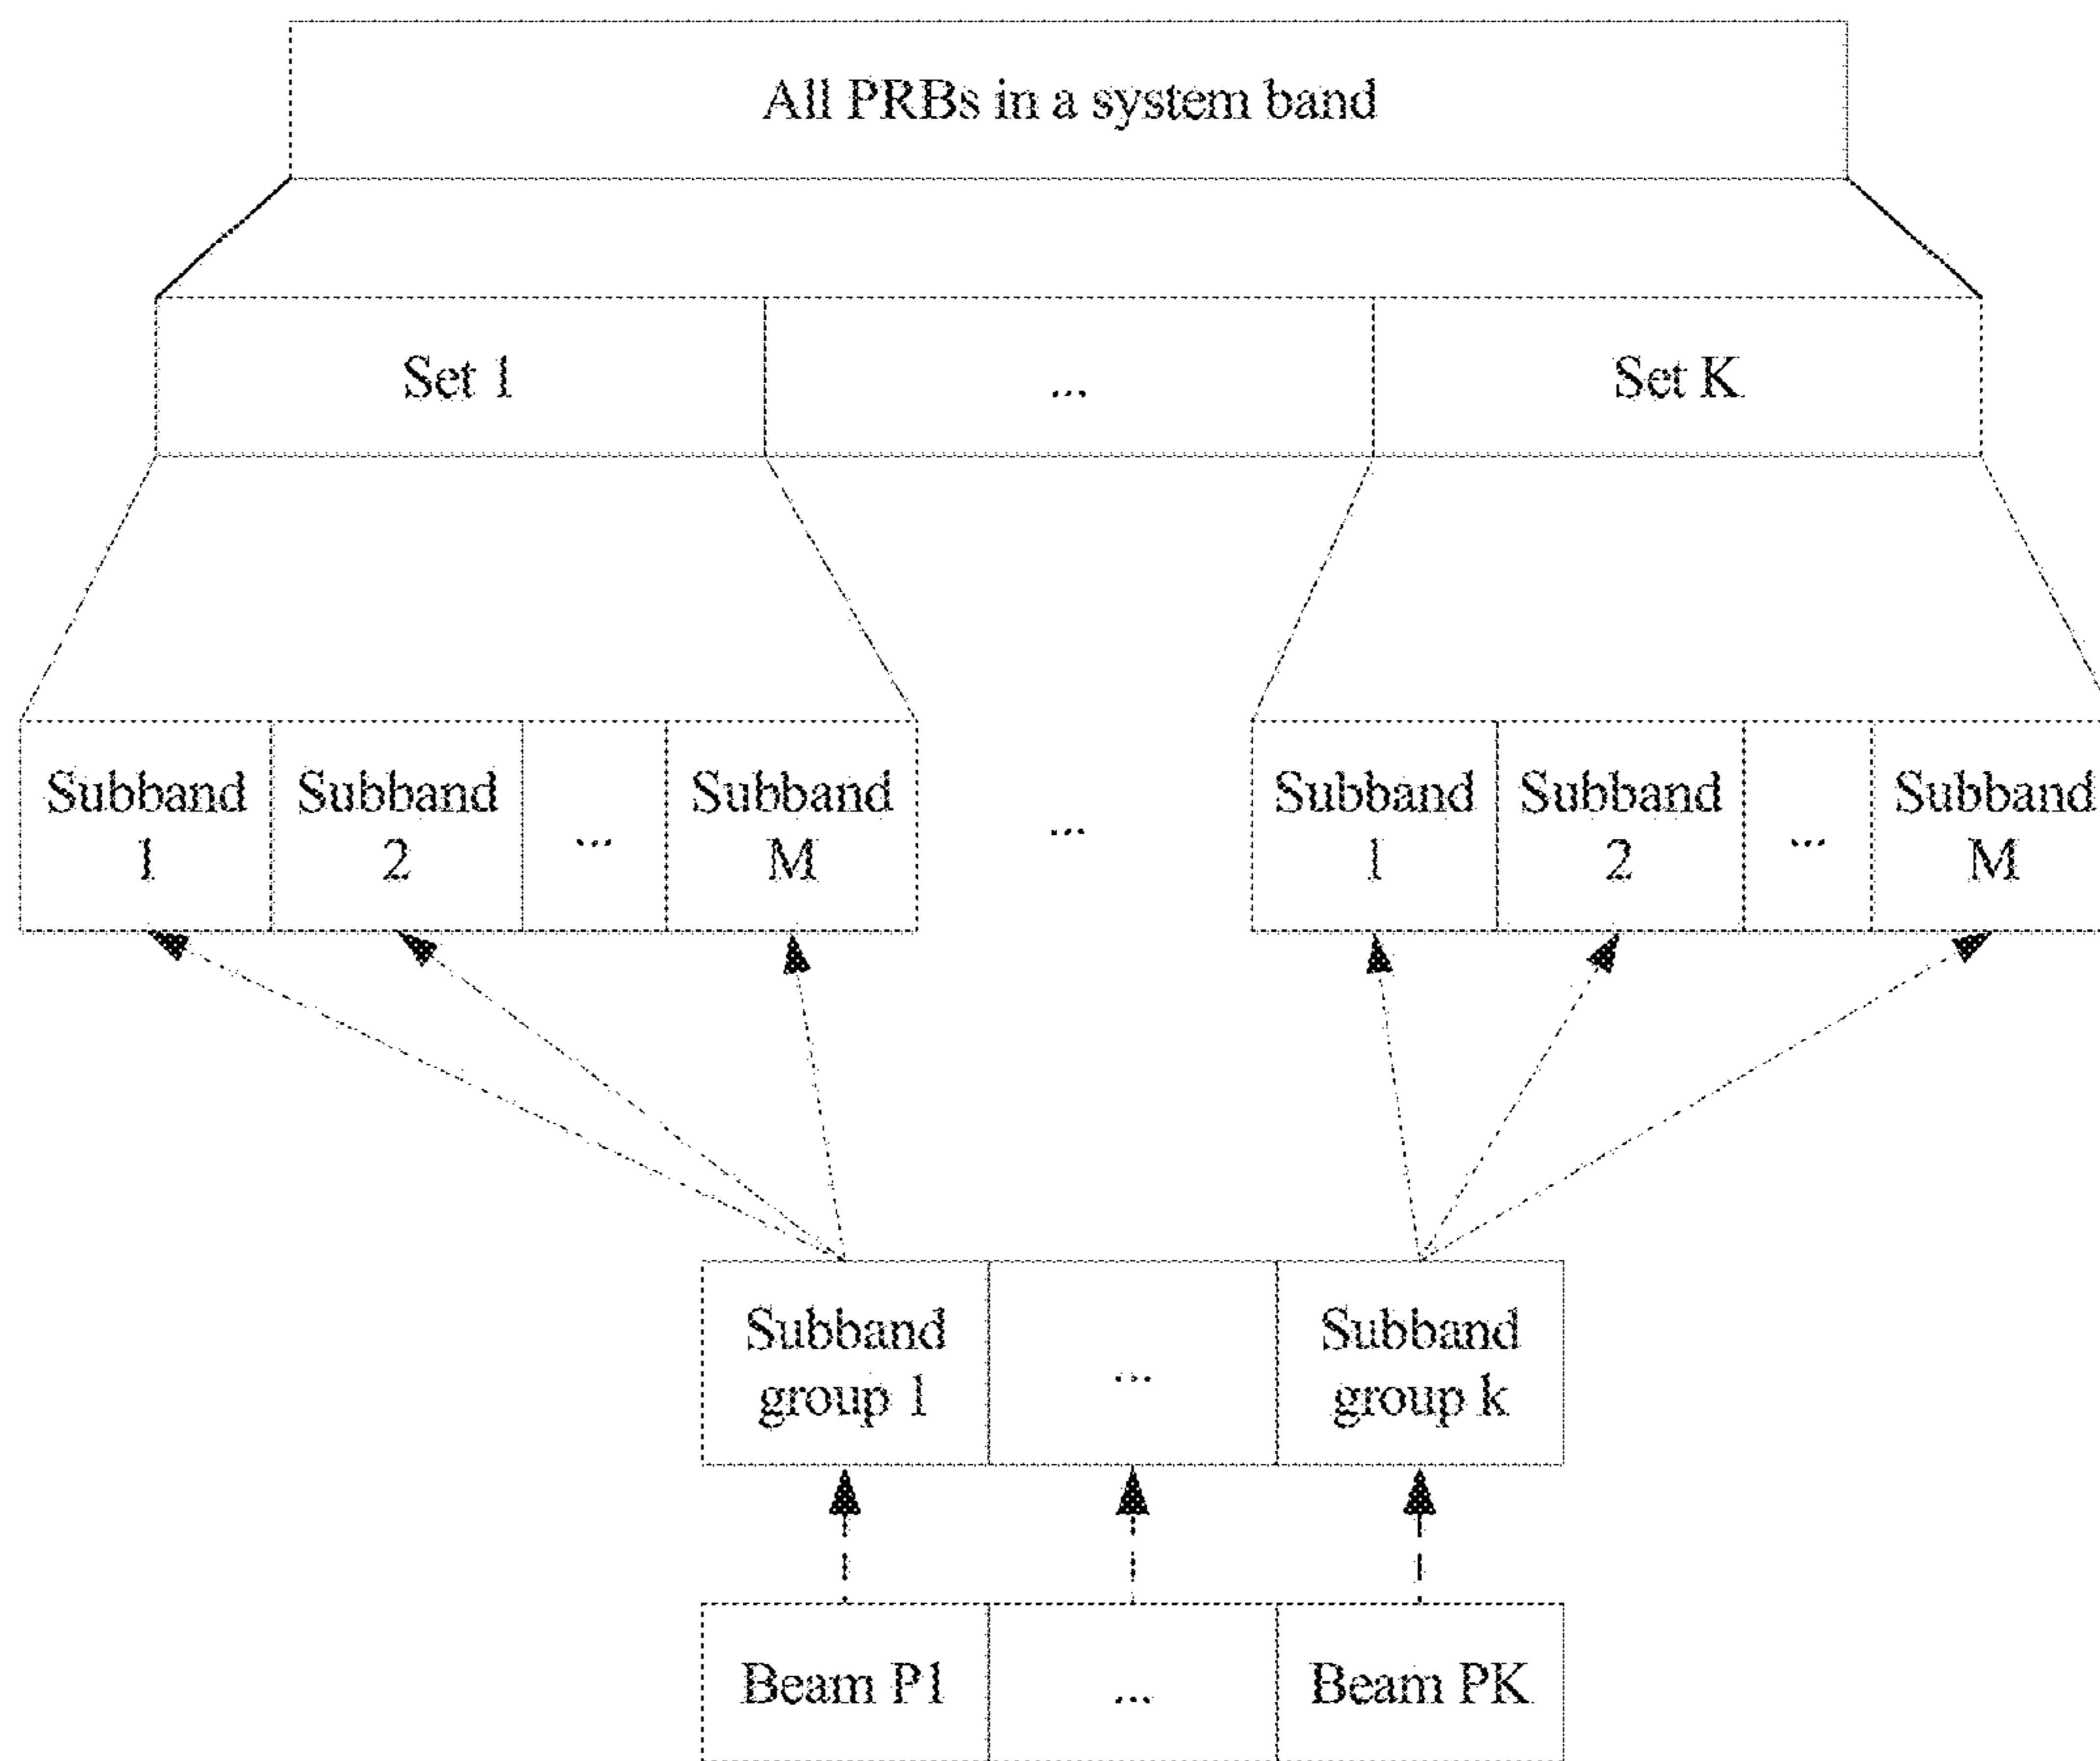 All PRBs in a system band
Set 1
...
Set K
Subband
1
Subband
2
...
Subband
M
...
Subband
1
Subband
2
...
Subband
M
Subband
group 1
...
Subband
group k
Beam P1
...
Beam PK